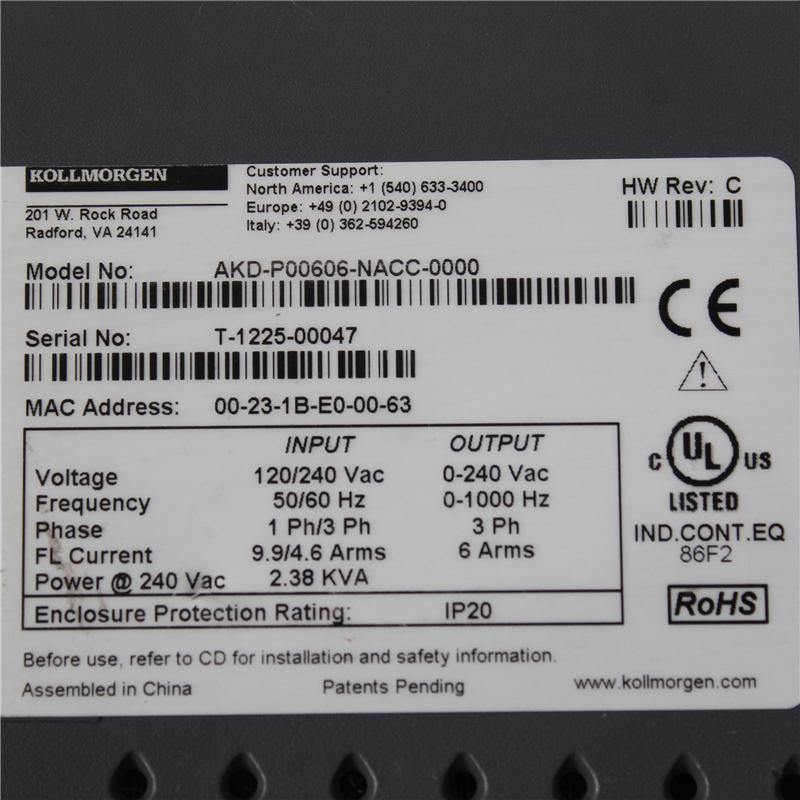 KOLLMORGEN
201 W. Rock Road
Radford, VA 24141
Customer Support:
North America: +1 (540) 633-3400
Europe: +49 (0) 2102-9394-0
Italy: +39 (0) 362-594260
HW Rev: C
Model No: AKD-P00606-NACC-0000
Serial No: T-1225-00047
MAC Address: 00-23-1B-E0-00-63
CE
INPUT OUTPUT
Voltage 120/240 Vac 0-240 Vac
Frequency 50/60 Hz 0-1000 Hz
Phase 1 Ph/3 Ph 3 Ph
FL Current 9.9/4.6 Arms 6 Arms
Power @ 240 Vac 2.38 KVA
Enclosure Protection Rating: IP20
C UL US
LISTED
IND.CONT.EQ
86F2
RoHS
Before use, refer to CD for installation and safety information.
Assembled in China Patents Pending www.kollmorgen.com